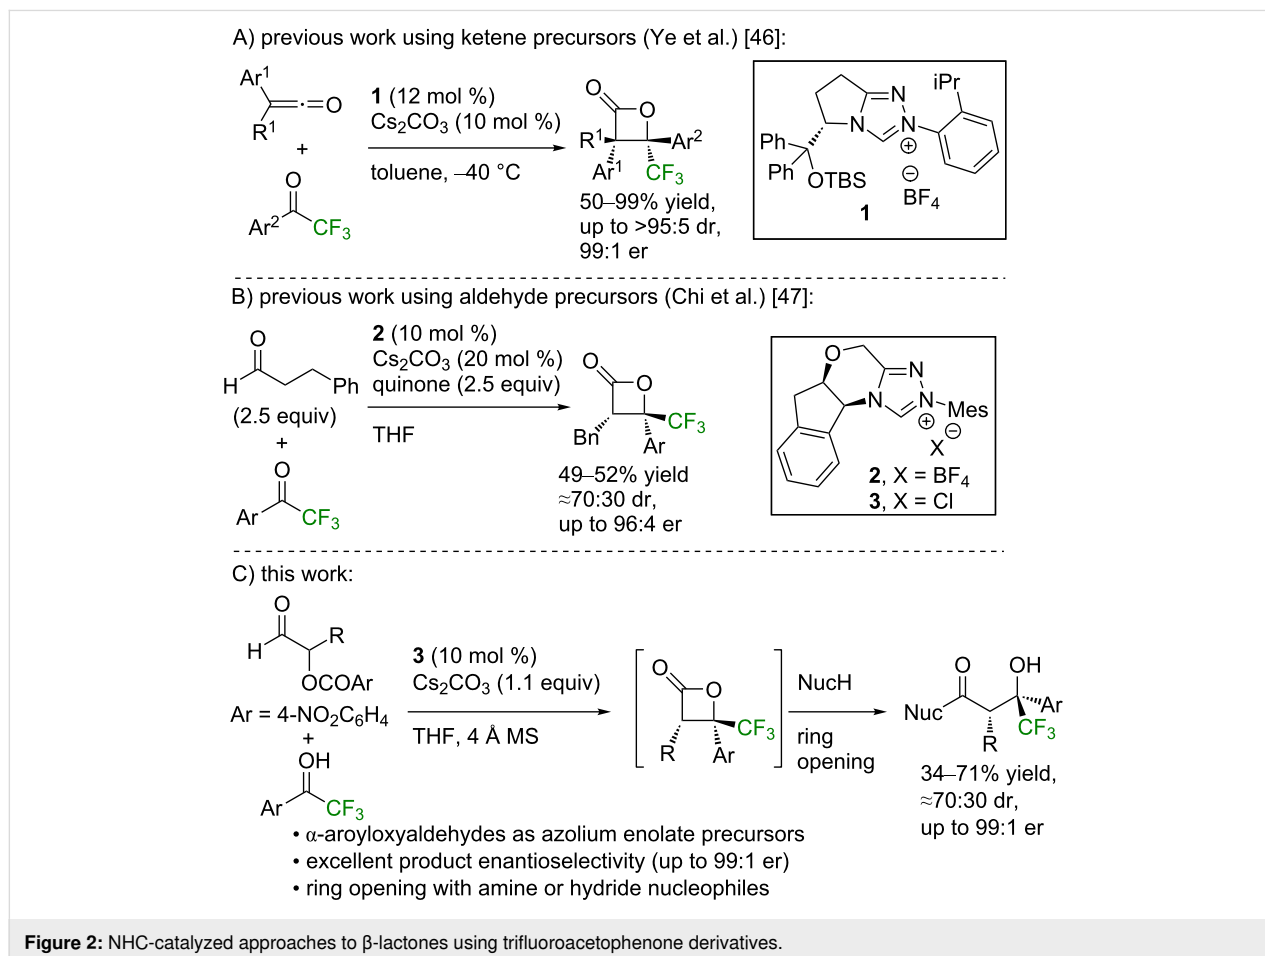 A) previous work using ketene precursors (Ye et al.) [46]:
Ar1
R1
O
+
O
Ar2
CF3
1 (12 mol %)
Cs2CO3 (10 mol %)
toluene, –40 °C
O
O
R1
Ar2
Ar1
CF3
50–99% yield,
up to >95:5 dr,
99:1 er
iPr
N
N
N
⊕
Ph
Ph
OTBS
⊖
BF4
1
B) previous work using aldehyde precursors (Chi et al.) [47]:
O
H
Ph
(2.5 equiv)
+
O
Ar
CF3
2 (10 mol %)
Cs2CO3 (20 mol %)
quinone (2.5 equiv)
THF
O
O
CF3
Bn
Ar
49–52% yield
≈70:30 dr,
up to 96:4 er
O
N
N
N
Mes
⊕
⊖
X
2, X = BF4
3, X = Cl
C) this work:
O
H
R
OCOAr
Ar = 4-NO2C6H4
+
OH
Ar
CF3
3 (10 mol %)
Cs2CO3 (1.1 equiv)
THF, 4 Å MS
O
O
CF3
R
Ar
NucH
ring
opening
O
OH
Nuc
Ar
CF3
R
34–71% yield,
≈70:30 dr,
up to 99:1 er
• α-aroyloxyaldehydes as azolium enolate precursors
• excellent product enantioselectivity (up to 99:1 er)
• ring opening with amine or hydride nucleophiles
Figure 2: NHC-catalyzed approaches to β-lactones using trifluoroacetophenone derivatives.